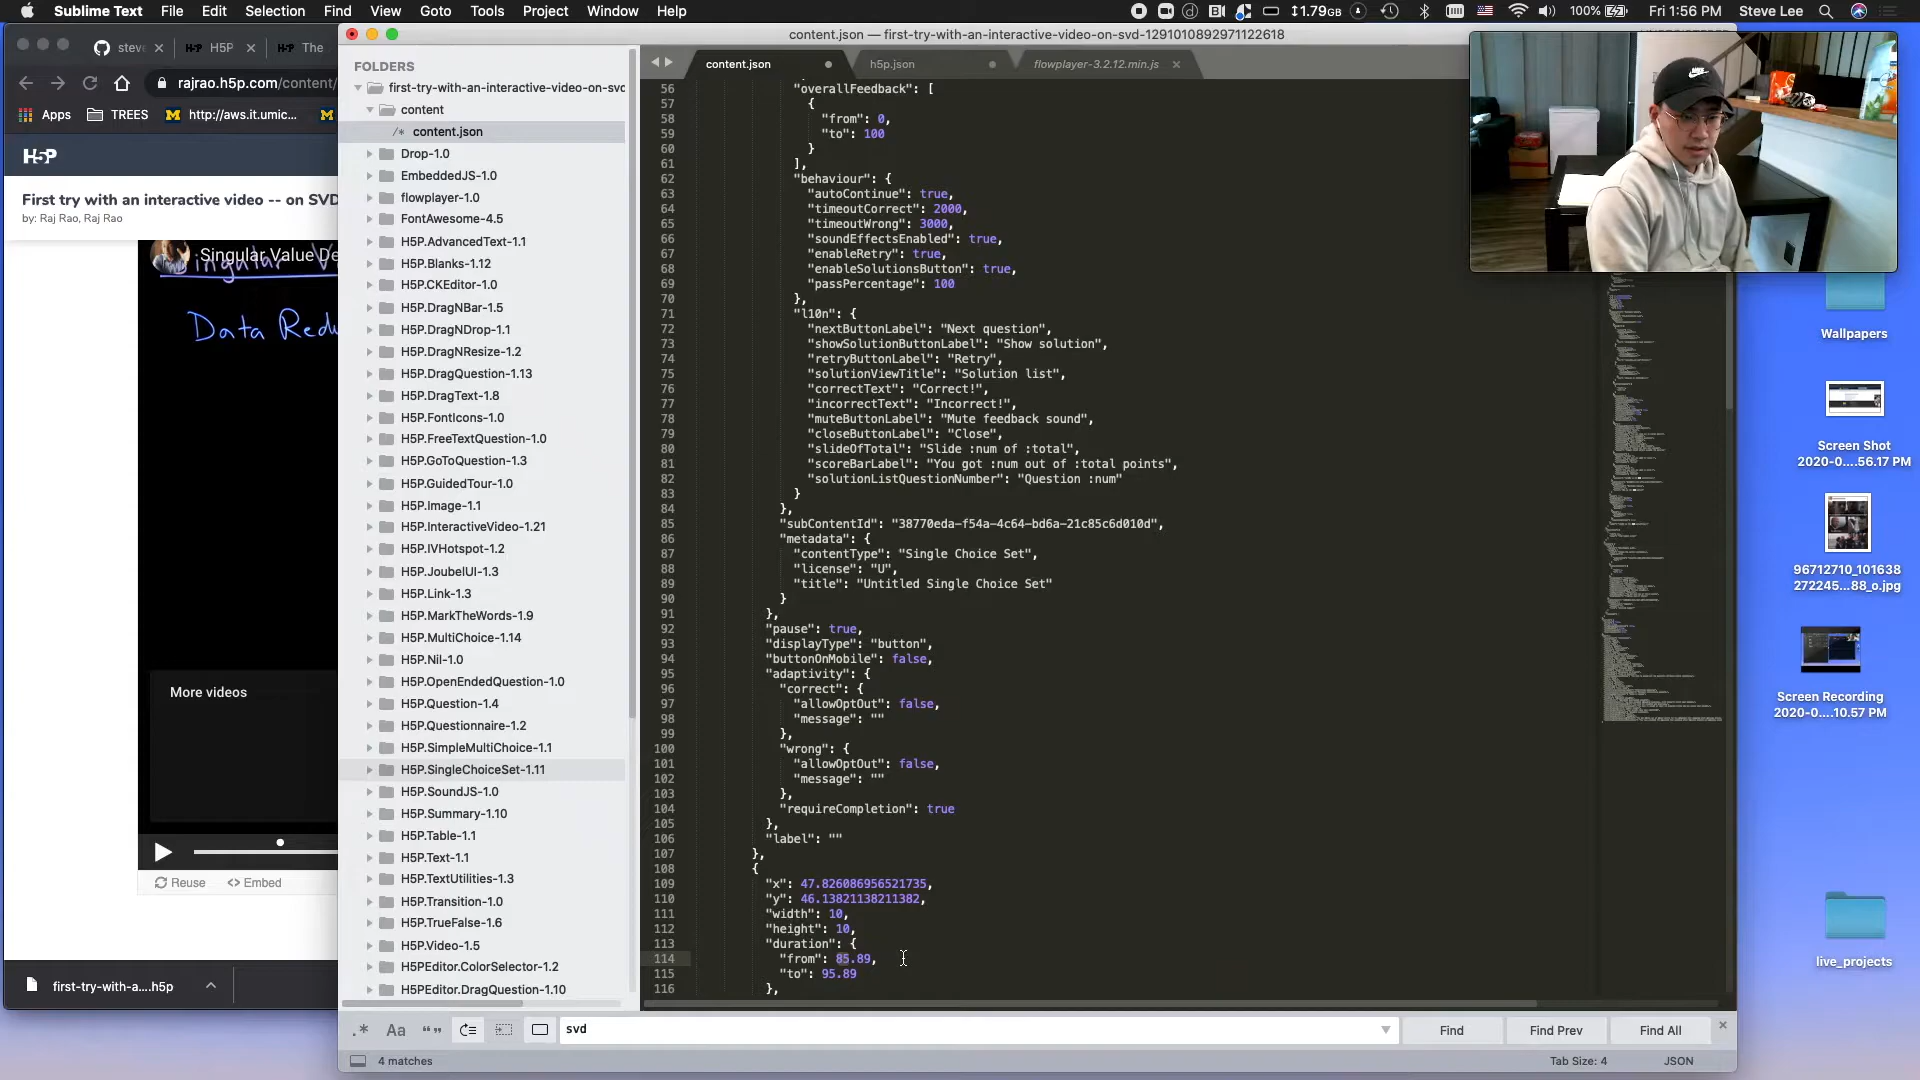 Sublime Text File Edit Selection Find View Goto Tools Project Window Help
1.79GB 100% Fri 1:56 PM Steve Lee
content.json — first-try-with-an-interactive-video-on-svd-1291010892971122618
steve H5P The
rajrao.h5p.com/content/
Apps TREES http://aws.it.umic...
H5P
First try with an interactive video -- on SVD
by: Raj Rao, Raj Rao
Singular Value De
Data Redu
More videos
Reuse Embed
first-try-with-a....h5p
FOLDERS
first-try-with-an-interactive-video-on-svd
content
/* content.json
Drop-1.0
EmbeddedJS-1.0
flowplayer-1.0
FontAwesome-4.5
H5P.AdvancedText-1.1
H5P.Blanks-1.12
H5P.CKEditor-1.0
H5P.DragNBar-1.5
H5P.DragNDrop-1.1
H5P.DragNResize-1.2
H5P.DragQuestion-1.13
H5P.DragText-1.8
H5P.FontIcons-1.0
H5P.FreeTextQuestion-1.0
H5P.GoToQuestion-1.3
H5P.GuidedTour-1.0
H5P.Image-1.1
H5P.InteractiveVideo-1.21
H5P.IVHotspot-1.2
H5P.JoubelUI-1.3
H5P.Link-1.3
H5P.MarkTheWords-1.9
H5P.MultiChoice-1.14
H5P.Nil-1.0
H5P.OpenEndedQuestion-1.0
H5P.Question-1.4
H5P.Questionnaire-1.2
H5P.SimpleMultiChoice-1.1
H5P.SingleChoiceSet-1.11
H5P.SoundJS-1.0
H5P.Summary-1.10
H5P.Table-1.1
H5P.Text-1.1
H5P.TextUtilities-1.3
H5P.Transition-1.0
H5P.TrueFalse-1.6
H5P.Video-1.5
H5PEditor.ColorSelector-1.2
H5PEditor.DragQuestion-1.10
content.json h5p.json flowplayer-3.2.12.min.js
56 "overallFeedback": [
57 {
58 "from": 0,
59 "to": 100
60 }
61 ],
62 "behaviour": {
63 "autoContinue": true,
64 "timeoutCorrect": 2000,
65 "timeoutWrong": 3000,
66 "soundEffectsEnabled": true,
67 "enableRetry": true,
68 "enableSolutionsButton": true,
69 "passPercentage": 100
70 },
71 "l10n": {
72 "nextButtonLabel": "Next question",
73 "showSolutionButtonLabel": "Show solution",
74 "retryButtonLabel": "Retry",
75 "solutionViewTitle": "Solution list",
76 "correctText": "Correct!",
77 "incorrectText": "Incorrect!",
78 "muteButtonLabel": "Mute feedback sound",
79 "closeButtonLabel": "Close",
80 "slideOfTotal": "Slide :num of :total",
81 "scoreBarLabel": "You got :num out of :total points",
82 "solutionListQuestionNumber": "Question :num"
83 }
84 },
85 "subContentId": "38770eda-f54a-4c64-bd6a-21c85c6d010d",
86 "metadata": {
87 "contentType": "Single Choice Set",
88 "license": "U",
89 "title": "Untitled Single Choice Set"
90 }
91 },
92 "pause": true,
93 "displayType": "button",
94 "buttonOnMobile": false,
95 "adaptivity": {
96 "correct": {
97 "allowOptOut": false,
98 "message": ""
99 },
100 "wrong": {
101 "allowOptOut": false,
102 "message": ""
103 },
104 "requireCompletion": true
105 },
106 "label": ""
107 },
108 {
109 "x": 47.826086956521735,
110 "y": 46.13821138211382,
111 "width": 10,
112 "height": 10,
113 "duration": {
114 "from": 85.89,
115 "to": 95.89
116 },
Wallpapers
Screen Shot
2020-0....56.17 PM
96712710_101638
272245...88_o.jpg
Screen Recording
2020-0....10.57 PM
live_projects
.* Aa “” svd Find Find Prev Find All
4 matches Tab Size: 4 JSON